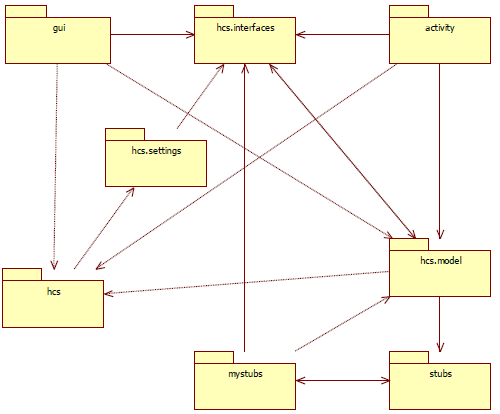 gui
hcs.interfaces
activity
hcs.settings
hcs.model
hcs
mystubs
stubs